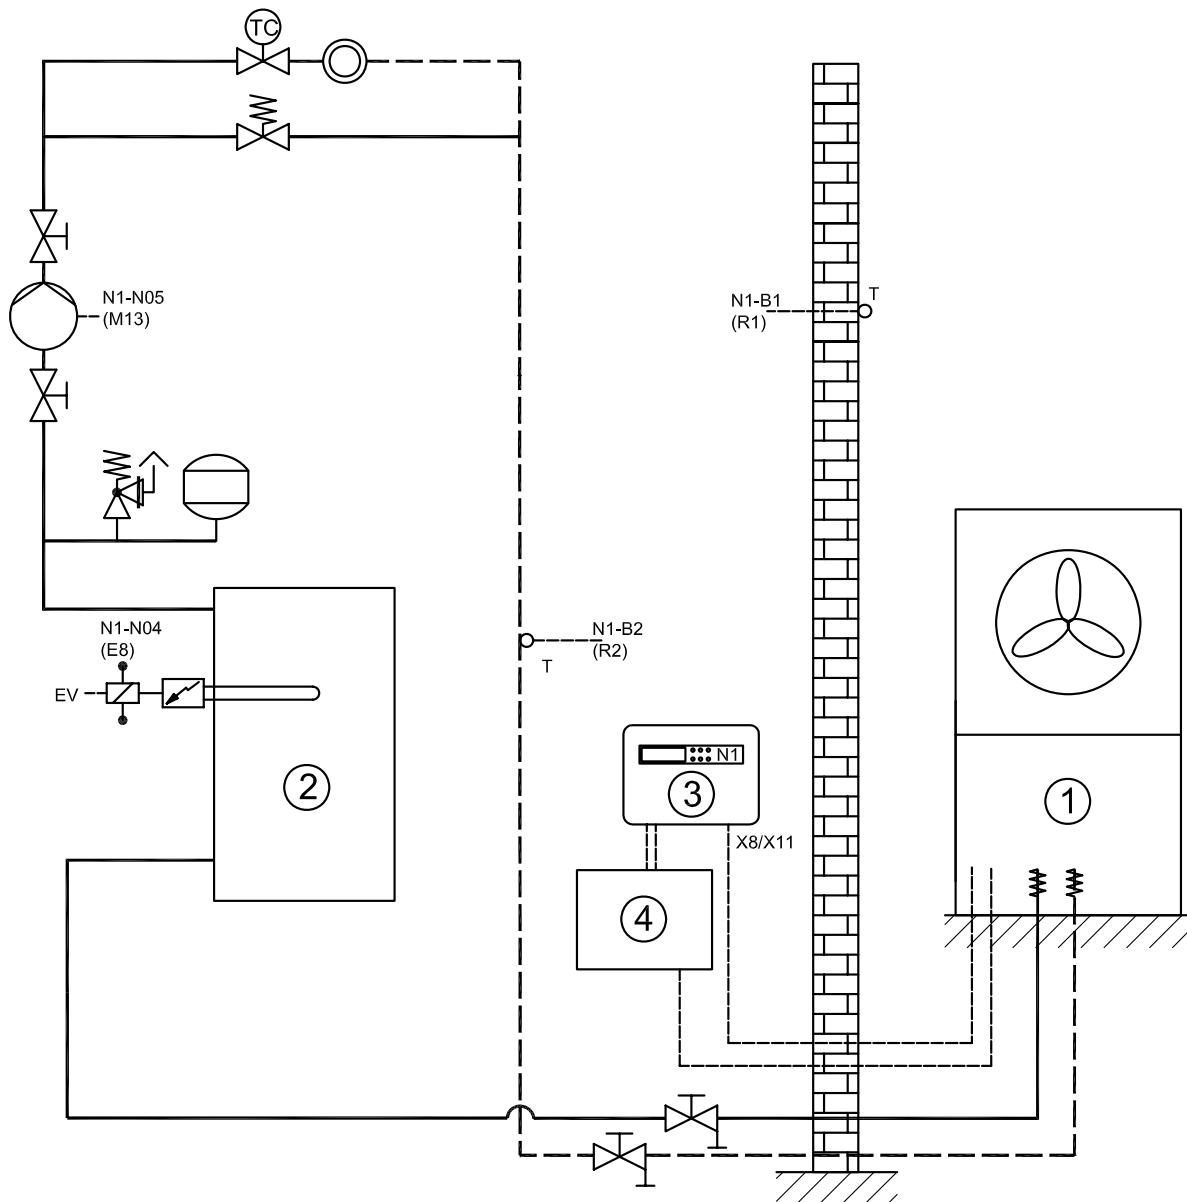 TC
N1-N05
(M13)
N1-B1
(R1)
T
N1-N04
(E8)
EV
N1-B2
(R2)
T
N1
3
X8/X11
2
1
4